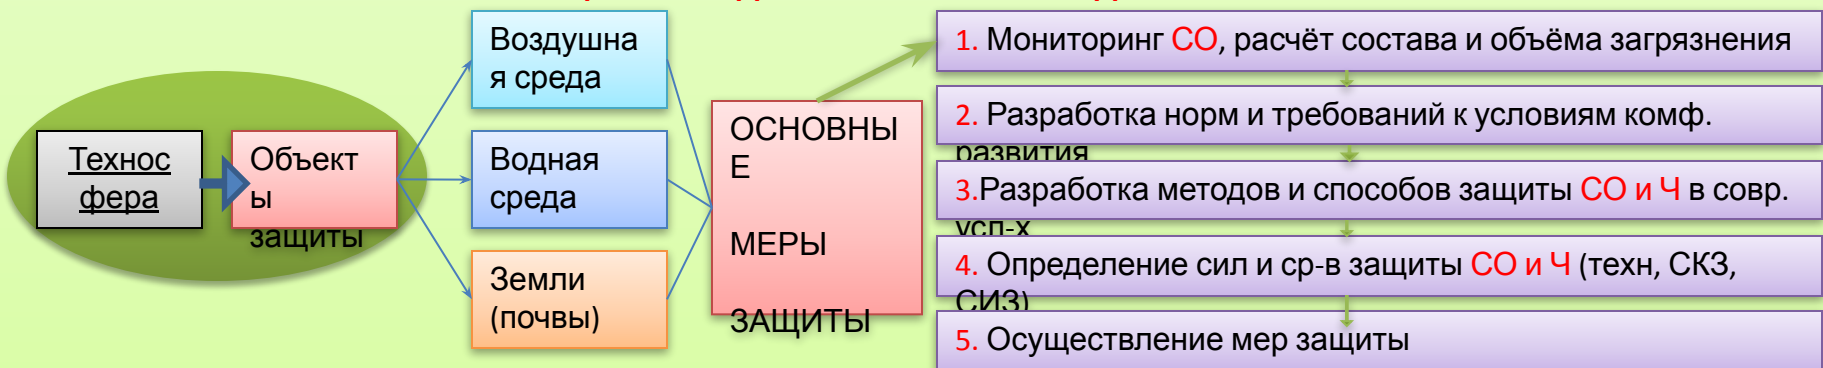 Технос
фера
Объект
ы
защиты
Воздушна
я среда
Водная
среда
Земли
(почвы)
ОСНОВНЫ
Е
МЕРЫ
ЗАЩИТЫ
1. Мониторинг СО, расчёт состава и объёма загрязнения
2. Разработка норм и требований к условиям комф.
развития
3.Разработка методов и способов защиты СО и Ч в совр.
усл-х
4. Определение сил и ср-в защиты СО и Ч (техн, СКЗ,
СИЗ)
5. Осуществление мер защиты